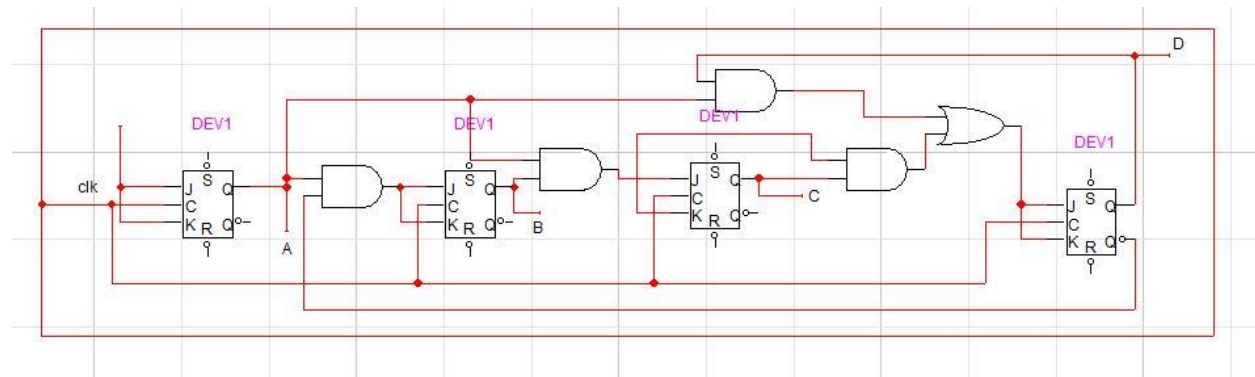 D
DEV1 DEV1 DEV1
DEV1
clk
J S Q
C
K R Q
J S Q
C
K R Q
J S Q
C
K R Q
J S Q
C
K R Q
A
B
C